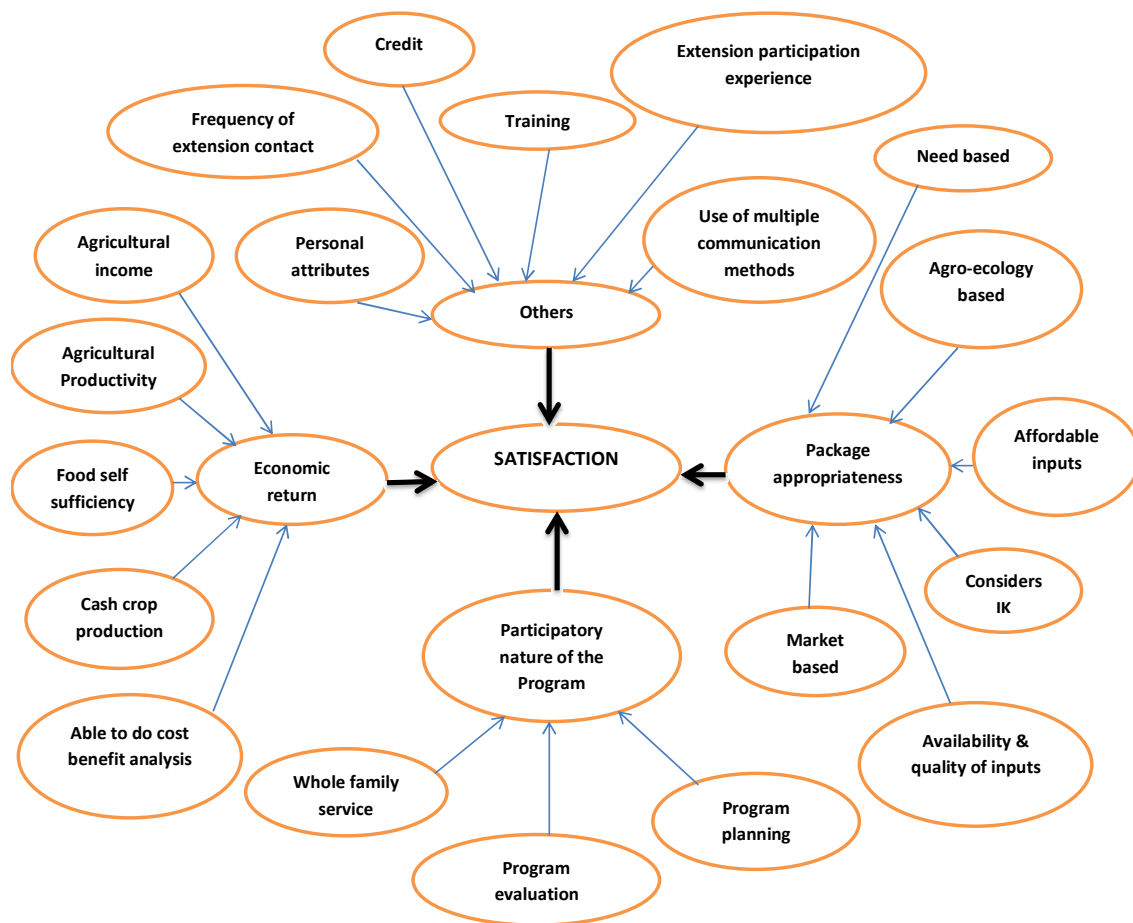 Credit
Extension participation
experience
Frequency of
extension contact
Training
Need based
Agricultural
income
Personal
attributes
Use of multiple
communication
methods
Agro-ecology
based
Others
Agricultural
Productivity
Food self
sufficiency
Economic
return
SATISFACTION
Package
appropriateness
Affordable
inputs
Cash crop
production
Participatory
nature of the
Program
Market
based
Considers
IK
Able to do cost
benefit analysis
Whole family
service
Program
evaluation
Program
planning
Availability &
quality of inputs